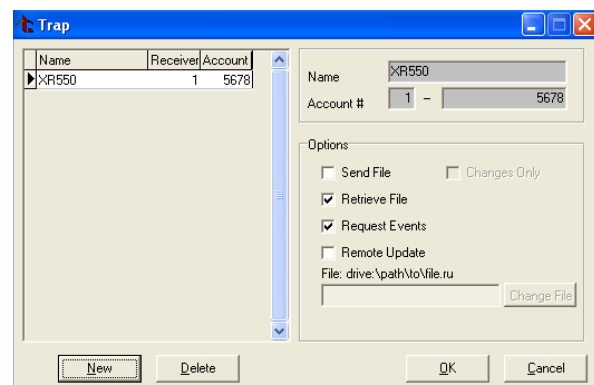 Trap
Name Receiver Account
XR550 1 5678
Name XR550
Account # 1 - 5678
Options
Send File Changes Only
Retrieve File
Request Events
Remote Update
File: drive:\path\to\file.ru
Change File
New Delete OK Cancel